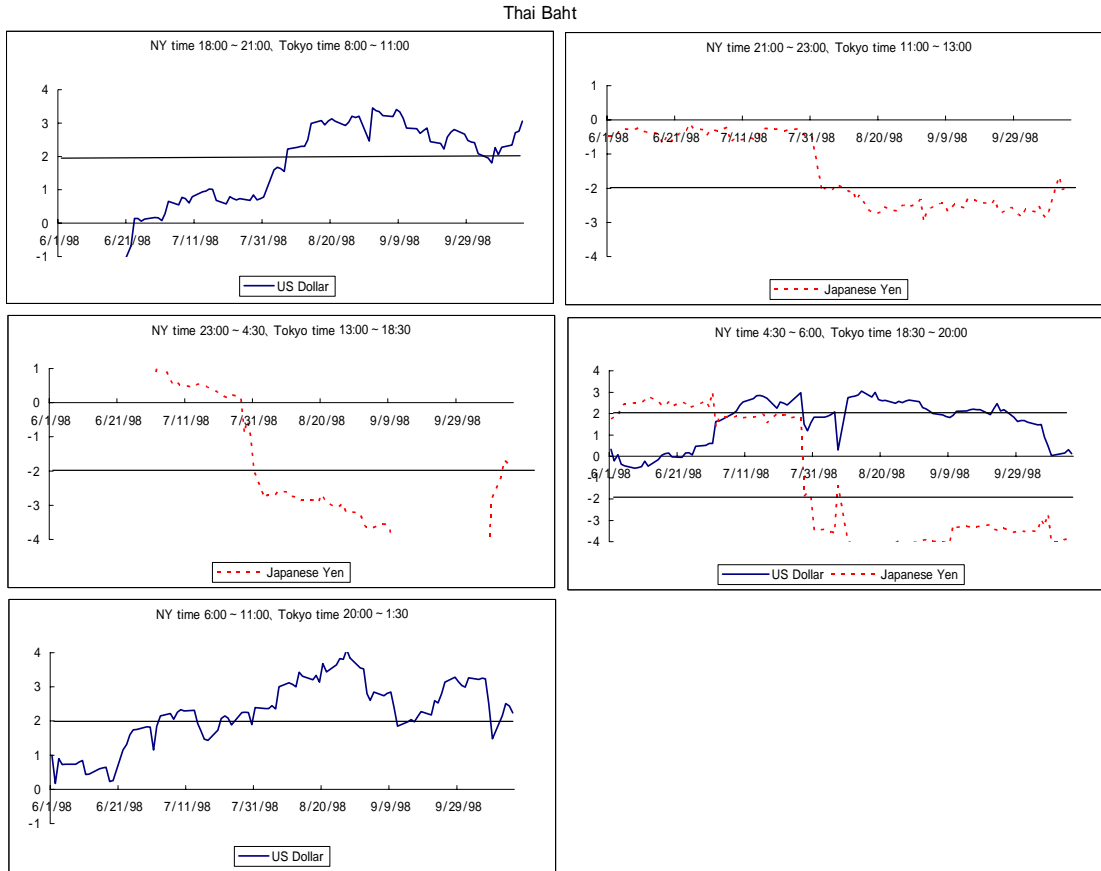 Thai Baht
NY time 18:00 ~ 21:00, Tokyo time 8:00 ~ 11:00
4
3
2
1
0
-1
6/1/98 6/21/98 7/11/98 7/31/98 8/20/98 9/9/98 9/29/98
US Dollar
NY time 21:00 ~ 23:00, Tokyo time 11:00 ~ 13:00
1
0
-1
-2
-3
-4
6/1/98 6/21/98 7/11/98 7/31/98 8/20/98 9/9/98 9/29/98
Japanese Yen
NY time 23:00 ~ 4:30, Tokyo time 13:00 ~ 18:30
1
0
-1
-2
-3
-4
6/1/98 6/21/98 7/11/98 7/31/98 8/20/98 9/9/98 9/29/98
Japanese Yen
NY time 4:30 ~ 6:00, Tokyo time 18:30 ~ 20:00
4
3
2
1
0
-1
-2
-3
-4
6/1/98 6/21/98 7/11/98 7/31/98 8/20/98 9/9/98 9/29/98
US Dollar Japanese Yen
NY time 6:00 ~ 11:00, Tokyo time 20:00 ~ 1:30
4
3
2
1
0
-1
6/1/98 6/21/98 7/11/98 7/31/98 8/20/98 9/9/98 9/29/98
US Dollar